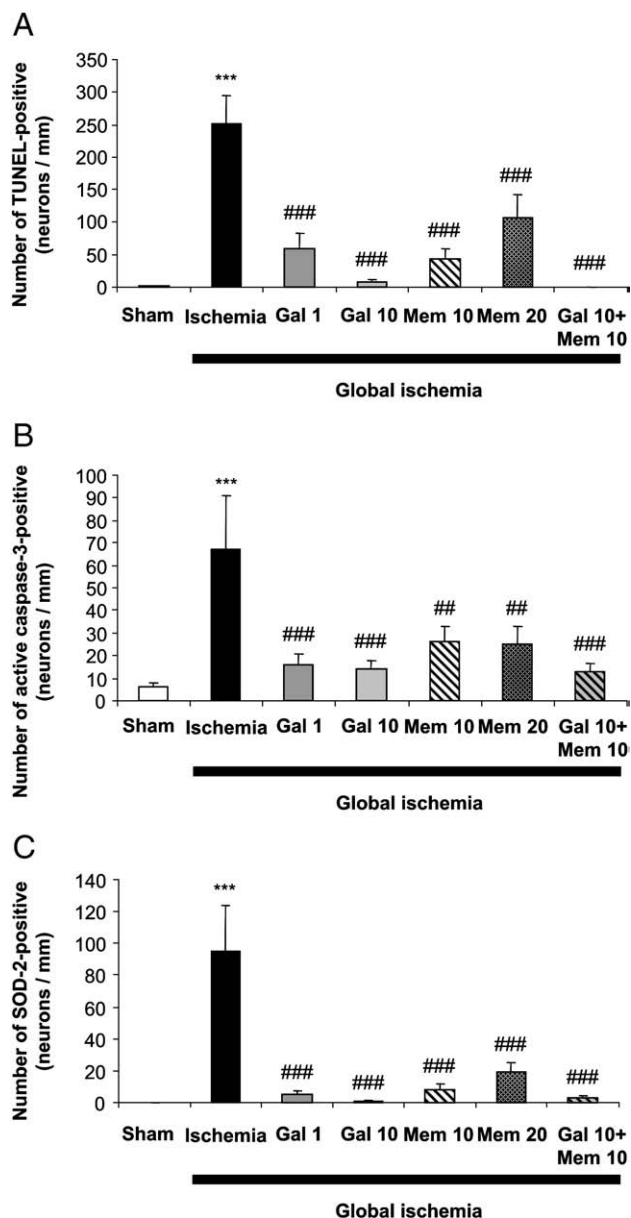 A
Number of TUNEL-positive
(neurons / mm)
350
300
250
200
150
100
50
0
***
###
###
###
###
###
Sham Ischemia Gal 1 Gal 10 Mem 10 Mem 20 Gal 10+
Mem 10
Global ischemia
B
Number of active caspase-3-positive
(neurons / mm)
100
90
80
70
60
50
40
30
20
10
0
***
###
###
##
##
###
Sham Ischemia Gal 1 Gal 10 Mem 10 Mem 20 Gal 10+
Mem 10
Global ischemia
C
Number of SOD-2-positive
(neurons / mm)
140
120
100
80
60
40
20
0
***
###
###
###
###
###
Sham Ischemia Gal 1 Gal 10 Mem 10 Mem 20 Gal 10+
Mem 10
Global ischemia